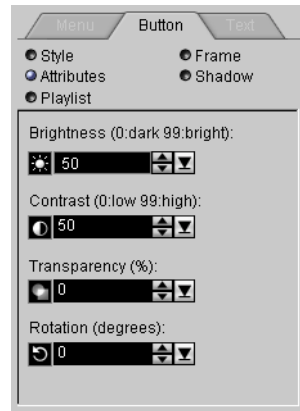 Menu Button Text
Style Frame
Attributes Shadow
Playlist
Brightness (0:dark 99:bright):
50
Contrast (0:low 99:high):
50
Transparency (%):
0
Rotation (degrees):
0